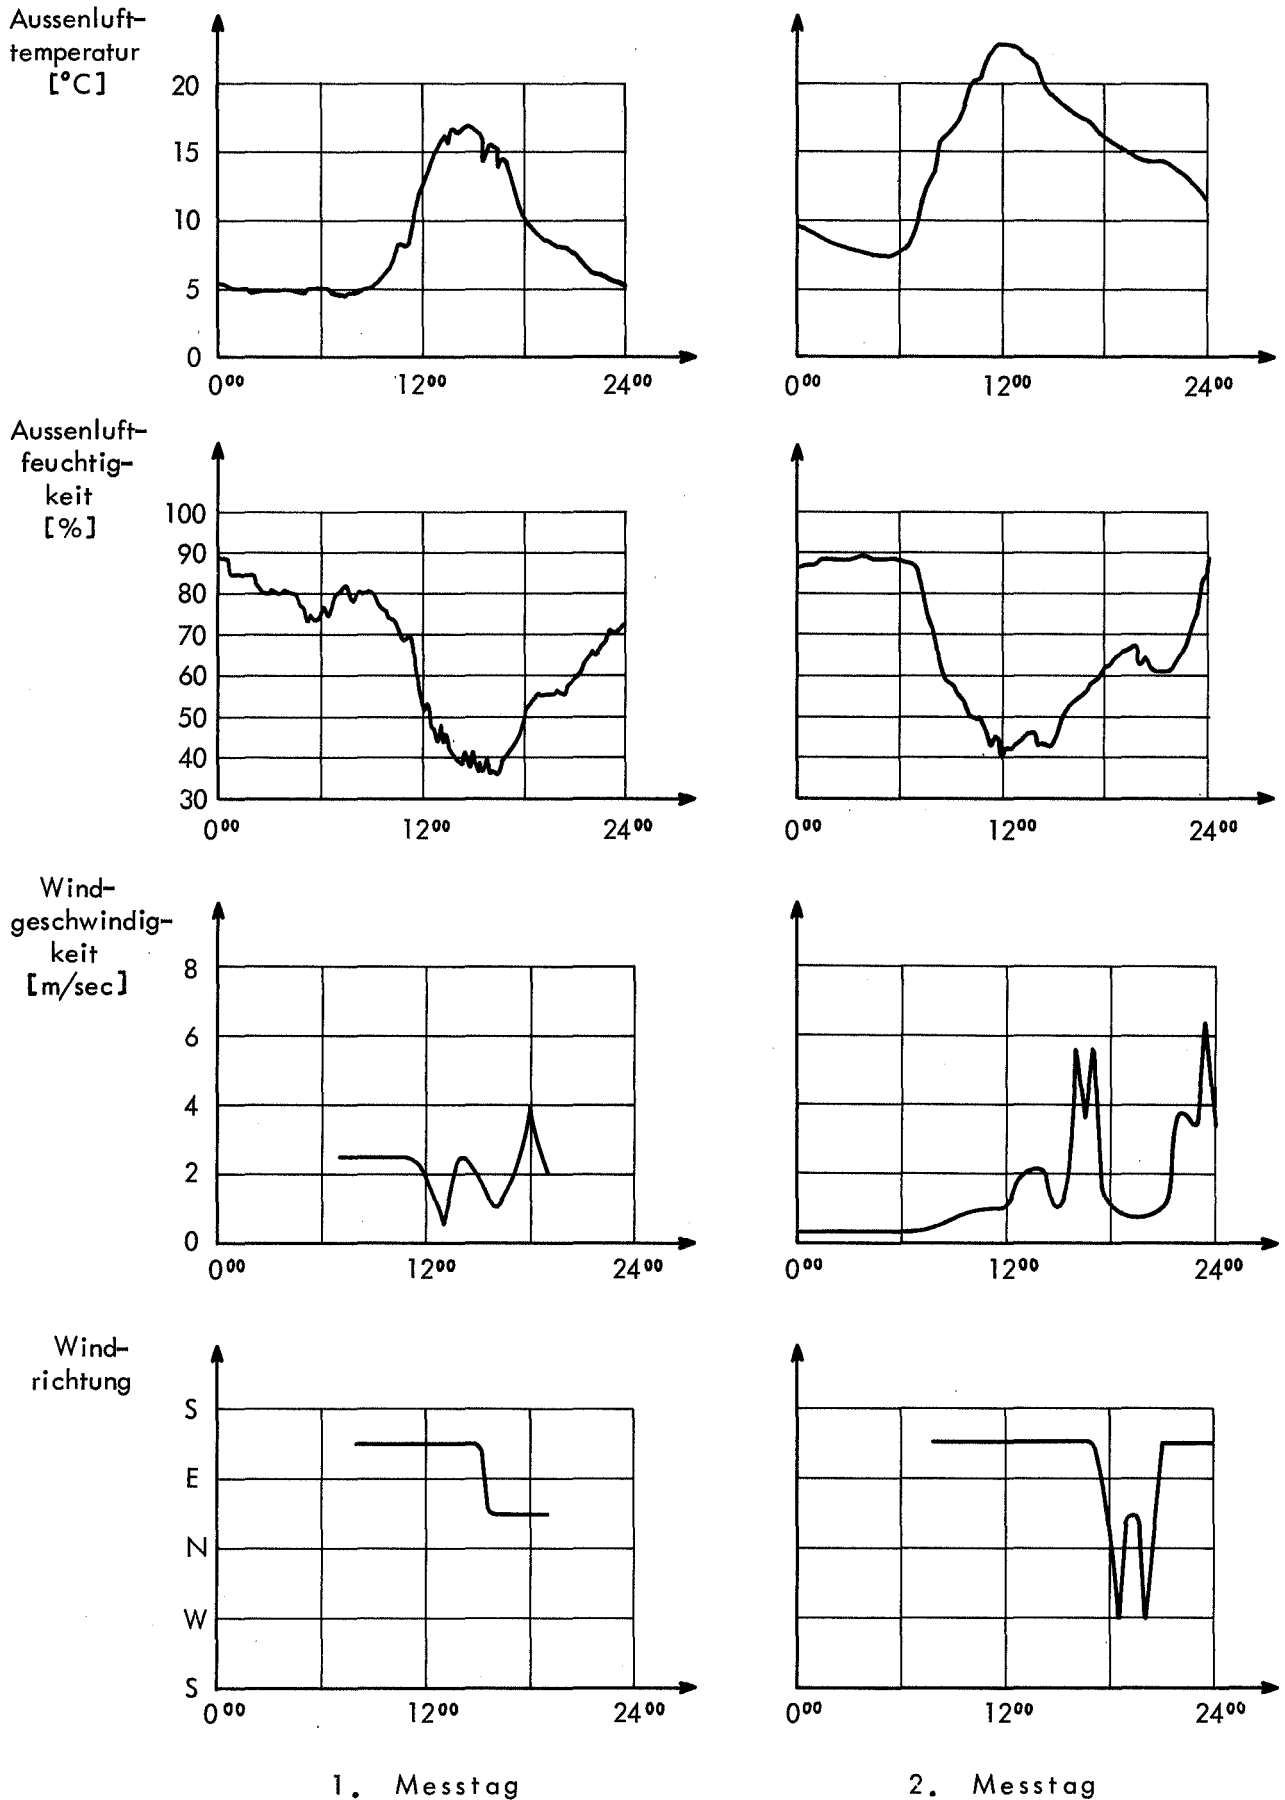 Aussenluft-
temperatur
[°C]
20
15
10
5
0
0⁰⁰ 12⁰⁰ 24⁰⁰
0⁰⁰ 12⁰⁰ 24⁰⁰
Aussenluft-
feuchtig-
keit
[%]
100
90
80
70
60
50
40
30
0⁰⁰ 12⁰⁰ 24⁰⁰
0⁰⁰ 12⁰⁰ 24⁰⁰
Wind-
geschwindig-
keit
[m/sec]
8
6
4
2
0
0⁰⁰ 12⁰⁰ 24⁰⁰
0⁰⁰ 12⁰⁰ 24⁰⁰
Wind-
richtung
S
E
N
W
S
0⁰⁰ 12⁰⁰ 24⁰⁰
0⁰⁰ 12⁰⁰ 24⁰⁰
1. Messtag
2. Messtag